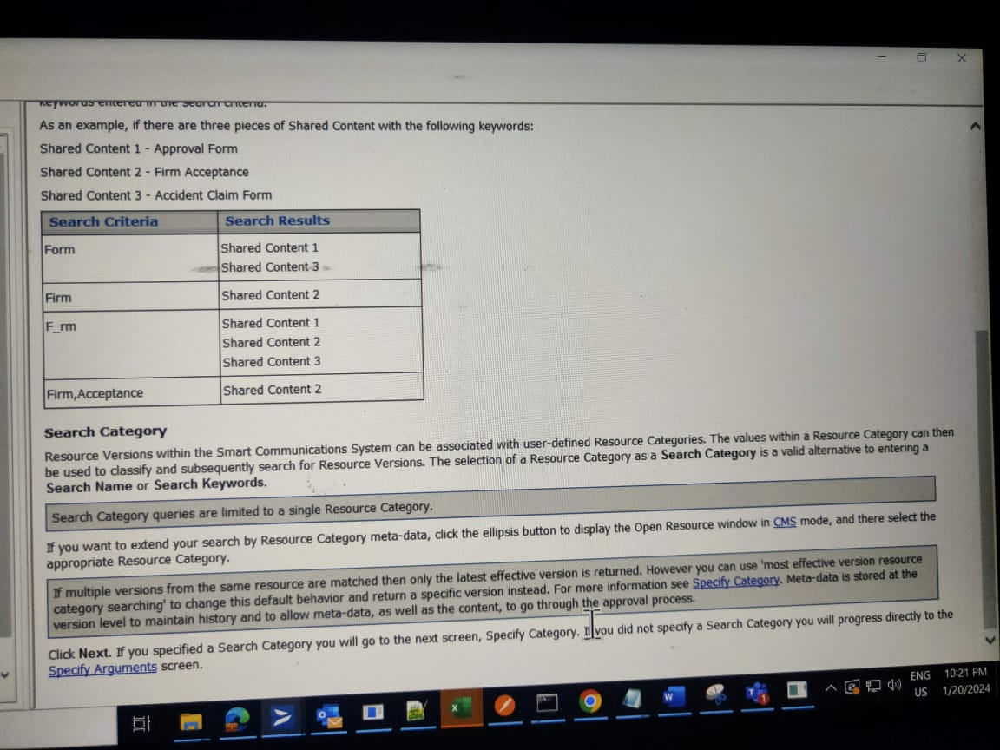 keywords entered in the search criteria.
As an example, if there are three pieces of Shared Content with the following keywords:
Shared Content 1 - Approval Form
Shared Content 2 - Firm Acceptance
Shared Content 3 - Accident Claim Form
Search Criteria Search Results
Form Shared Content 1
Shared Content 3
Firm Shared Content 2
F_rm Shared Content 1
Shared Content 2
Shared Content 3
Firm,Acceptance Shared Content 2
Search Category
Resource Versions within the Smart Communications System can be associated with user-defined Resource Categories. The values within a Resource Category can then
be used to classify and subsequently search for Resource Versions. The selection of a Resource Category as a Search Category is a valid alternative to entering a
Search Name or Search Keywords.
Search Category queries are limited to a single Resource Category.
If you want to extend your search by Resource Category meta-data, click the ellipsis button to display the Open Resource window in CMS mode, and there select the
appropriate Resource Category.
If multiple versions from the same resource are matched then only the latest effective version is returned. However you can use 'most effective version resource
category searching' to change this default behavior and return a specific version instead. For more information see Specify Category. Meta-data is stored at the
version level to maintain history and to allow meta-data, as well as the content, to go through the approval process.
Click Next. If you specified a Search Category you will go to the next screen, Specify Category. If you did not specify a Search Category you will progress directly to the
Specify Arguments screen.
ENG 10:21 PM
US 1/20/2024